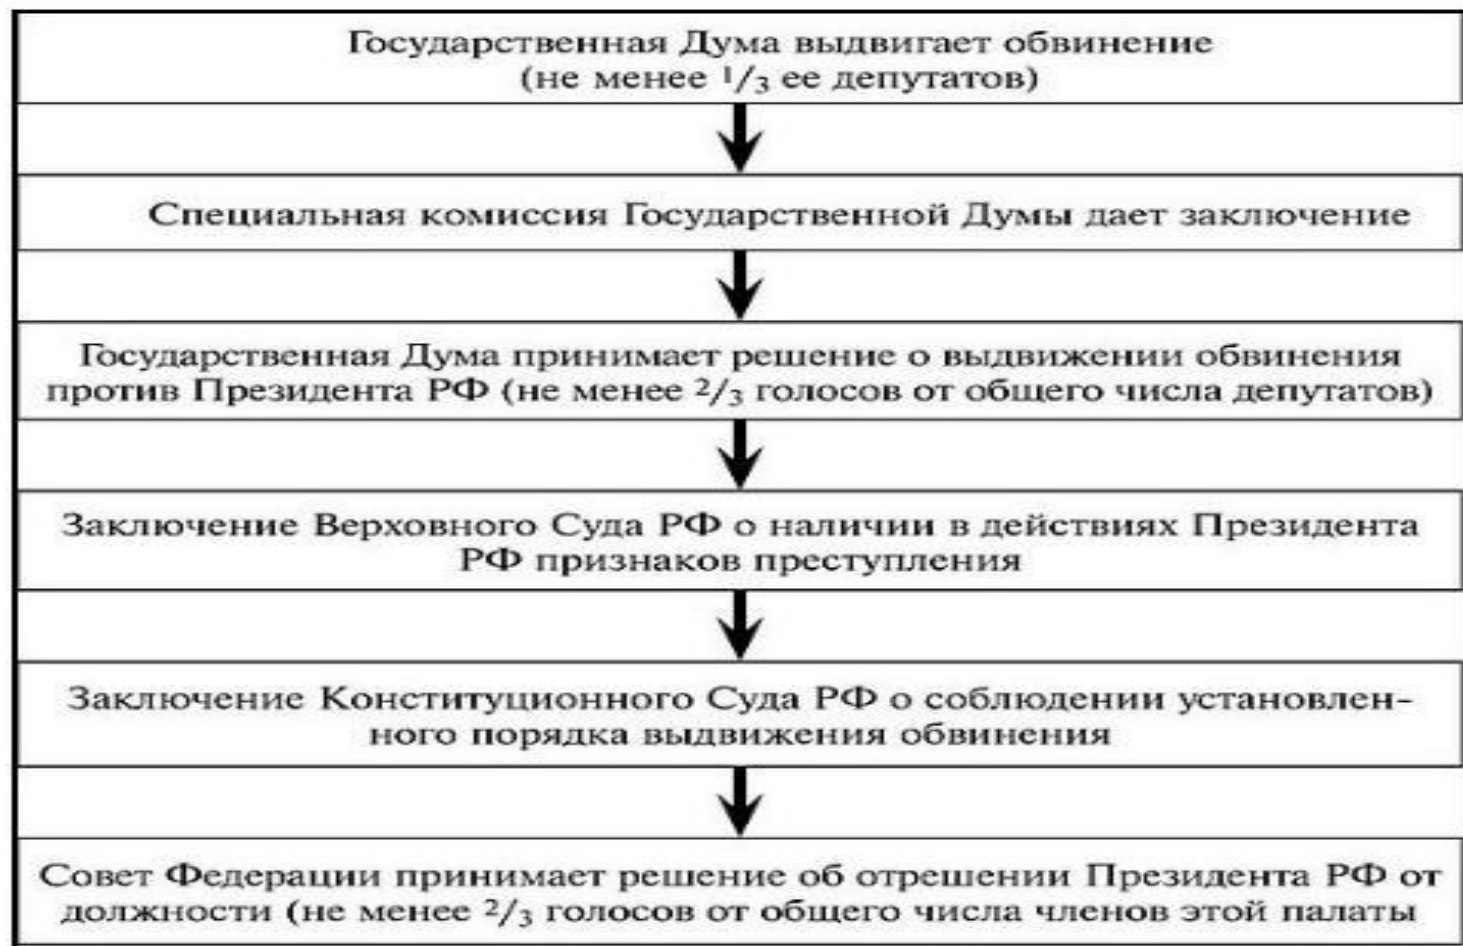 Государственная Дума выдвигает обвинение
(не менее 1/3 ее депутатов)
Специальная комиссия Государственной Думы дает заключение
Государственная Дума принимает решение о выдвижении обвинения
против Президента РФ (не менее 2/3 голосов от общего числа депутатов)
Заключение Верховного Суда РФ о наличии в действиях Президента
РФ признаков преступления
Заключение Конституционного Суда РФ о соблюдении установлен-
ного порядка выдвижения обвинения
Совет Федерации принимает решение об отрешении Президента РФ от
должности (не менее 2/3 голосов от общего числа членов этой палаты